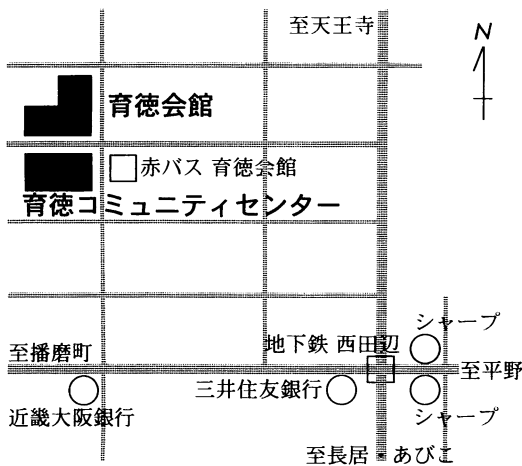 至天王寺
N
育徳会館
赤バス 育徳会館
育徳コミュニティセンター
シャープ
地下鉄 西田辺
至播磨町
至平野
三井住友銀行
近畿大阪銀行
シャープ
至長居・あびこ